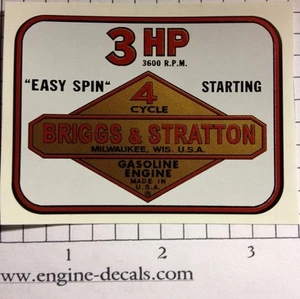 3 HP
3600 R.P.M.
"EASY SPIN" STARTING
4
CYCLE
BRIGGS & STRATTON
MILWAUKEE, WIS. U.S.A.
GASOLINE
ENGINE
MADE IN
U.S.A.
1 2 3
www.engine-decals.com